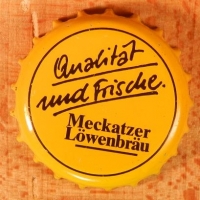 Qualität
und Frische.
Meckatzer
Löwenbräu